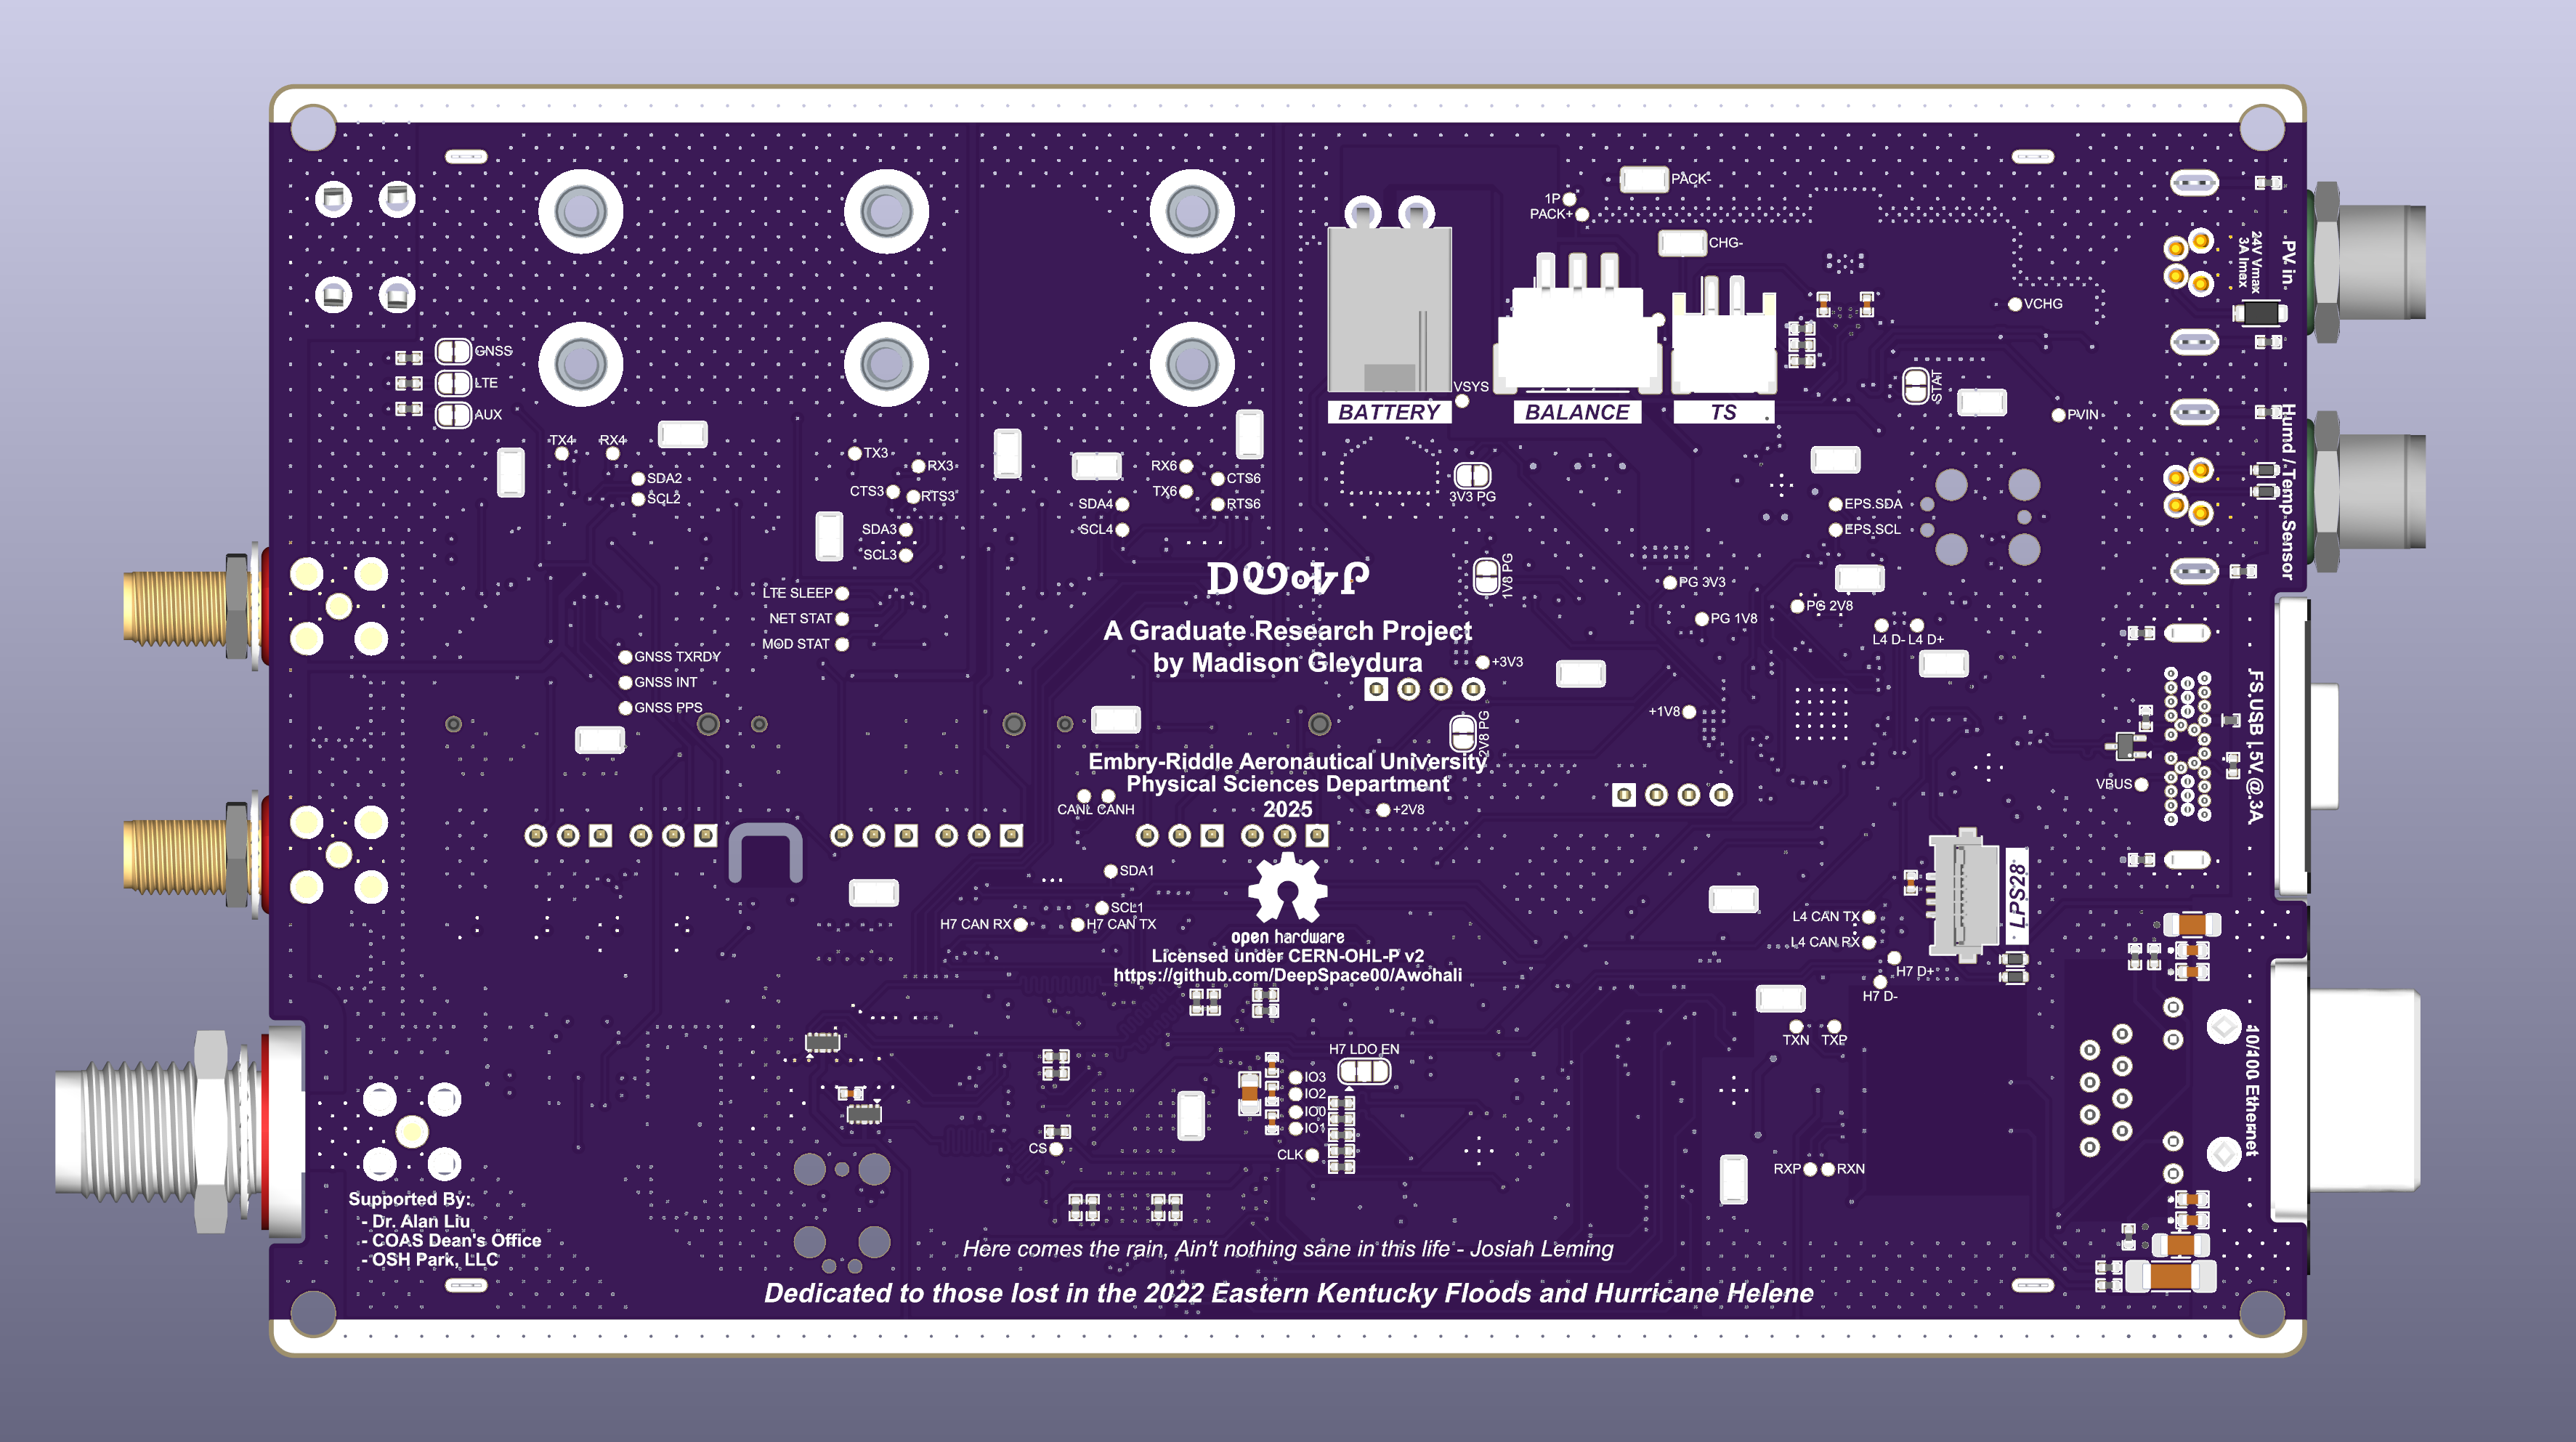 PACK-
1P
PACK+
CHG-
VCHG
PV in
24V Vmax
3A Imax
GNSS
LTE
AUX
VSYS
STAT
PVIN
BATTERY
BALANCE
TS
Humd / Temp Sensor
TX4
RX4
SDA2
SCL2
TX3
RX3
CTS3
RTS3
SDA3
SCL3
RX6
TX6
CTS6
RTS6
SDA4
SCL4
3V3 PG
EPS.SDA
EPS.SCL
1V8 PG
PG 3V3
PG 1V8
PG 2V8
L4 D-
L4 D+
LTE SLEEP
NET STAT
MOD STAT
GNSS TXRDY
GNSS INT
GNSS PPS
ᎠᏬᎭᎵ
A Graduate Research Project
by Madison Gleydura
+3V3
+1V8
2V8 PG
FS USB | 5V @ 3A
VBUS
Embry-Riddle Aeronautical University
Physical Sciences Department
2025
CANL
CANH
+2V8
SDA1
SCL1
H7 CAN RX
H7 CAN TX
open hardware
Licensed under CERN-OHL-P v2
https://github.com/DeepSpace00/Awohali
LPS28
L4 CAN TX
L4 CAN RX
H7 D+
H7 D-
TXN
TXP
10/100 Ethernet
H7 LDO EN
IO3
IO2
IO0
IO1
CS
CLK
RXP
RXN
Supported By:
- Dr. Alan Liu
- COAS Dean's Office
- OSH Park, LLC
Here comes the rain, Ain't nothing sane in this life - Josiah Leming
Dedicated to those lost in the 2022 Eastern Kentucky Floods and Hurricane Helene